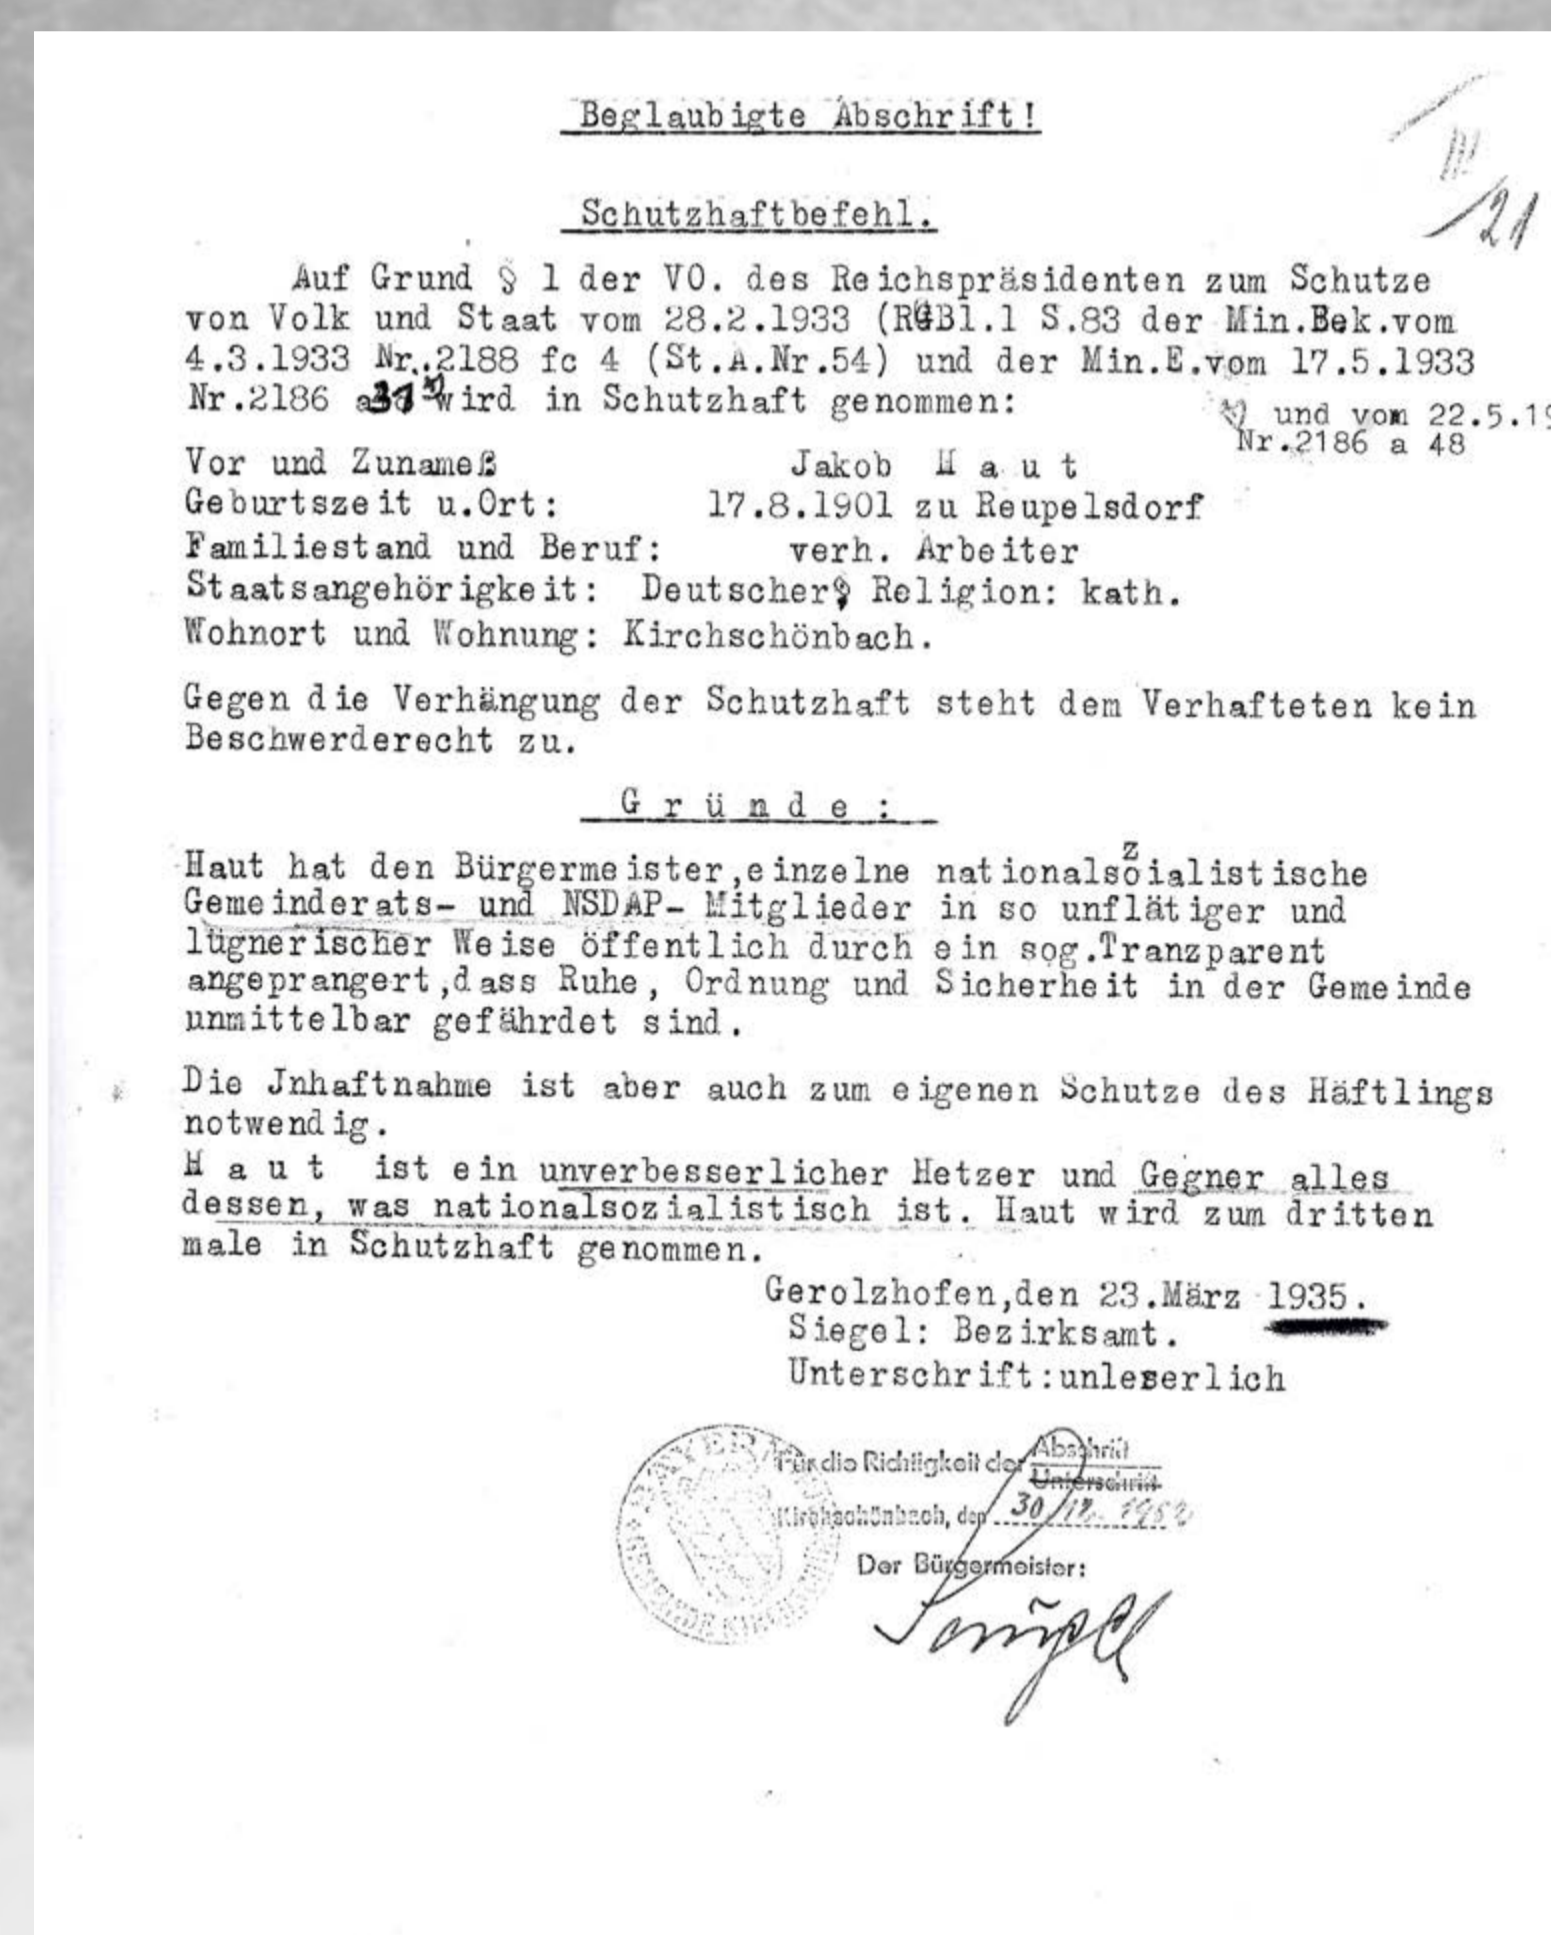 Beglaubigte Abschrift!
III
21
Schutzhaftbefehl.
Auf Grund § 1 der VO. des Reichspräsidenten zum Schutze
von Volk und Staat vom 28.2.1933 (RGBl.1 S.83 der Min.Bek.vom
4.3.1933 Nr.2188 fc 4 (St.A.Nr.54) und der Min.E.vom 17.5.1933
Nr.2186 a 31 wird in Schutzhaft genommen:
und vom 22.5.19
Nr.2186 a 48
Vor und Zunameß Jakob H a u t
Geburtszeit u.Ort: 17.8.1901 zu Reupelsdorf
Familiestand und Beruf: verh. Arbeiter
Staatsangehörigkeit: Deutscher Religion: kath.
Wohnort und Wohnung: Kirchschönbach.
Gegen die Verhängung der Schutzhaft steht dem Verhafteten kein
Beschwerderecht zu.
G r ü n d e :
Haut hat den Bürgermeister,einzelne nationalsozialistische
Gemeinderats- und NSDAP- Mitglieder in so unflätiger und
lügnerischer Weise öffentlich durch ein sog.Tranzparent
angeprangert,dass Ruhe, Ordnung und Sicherheit in der Gemeinde
unmittelbar gefährdet sind.
Die Jnhaftnahme ist aber auch zum eigenen Schutze des Häftlings
notwendig.
H a u t ist ein unverbesserlicher Hetzer und Gegner alles
dessen, was nationalsozialistisch ist. Haut wird zum dritten
male in Schutzhaft genommen.
Gerolzhofen,den 23.März 1935.
Siegel: Bezirksamt.
Unterschrift:unleserlich
Für die Richtigkeit der Abschrift
Unterschrift
Kirchschönbach, den 30/12. 1952
Der Bürgermeister:
BAYERN
GEMEINDE KIRCHSCHÖNBACH